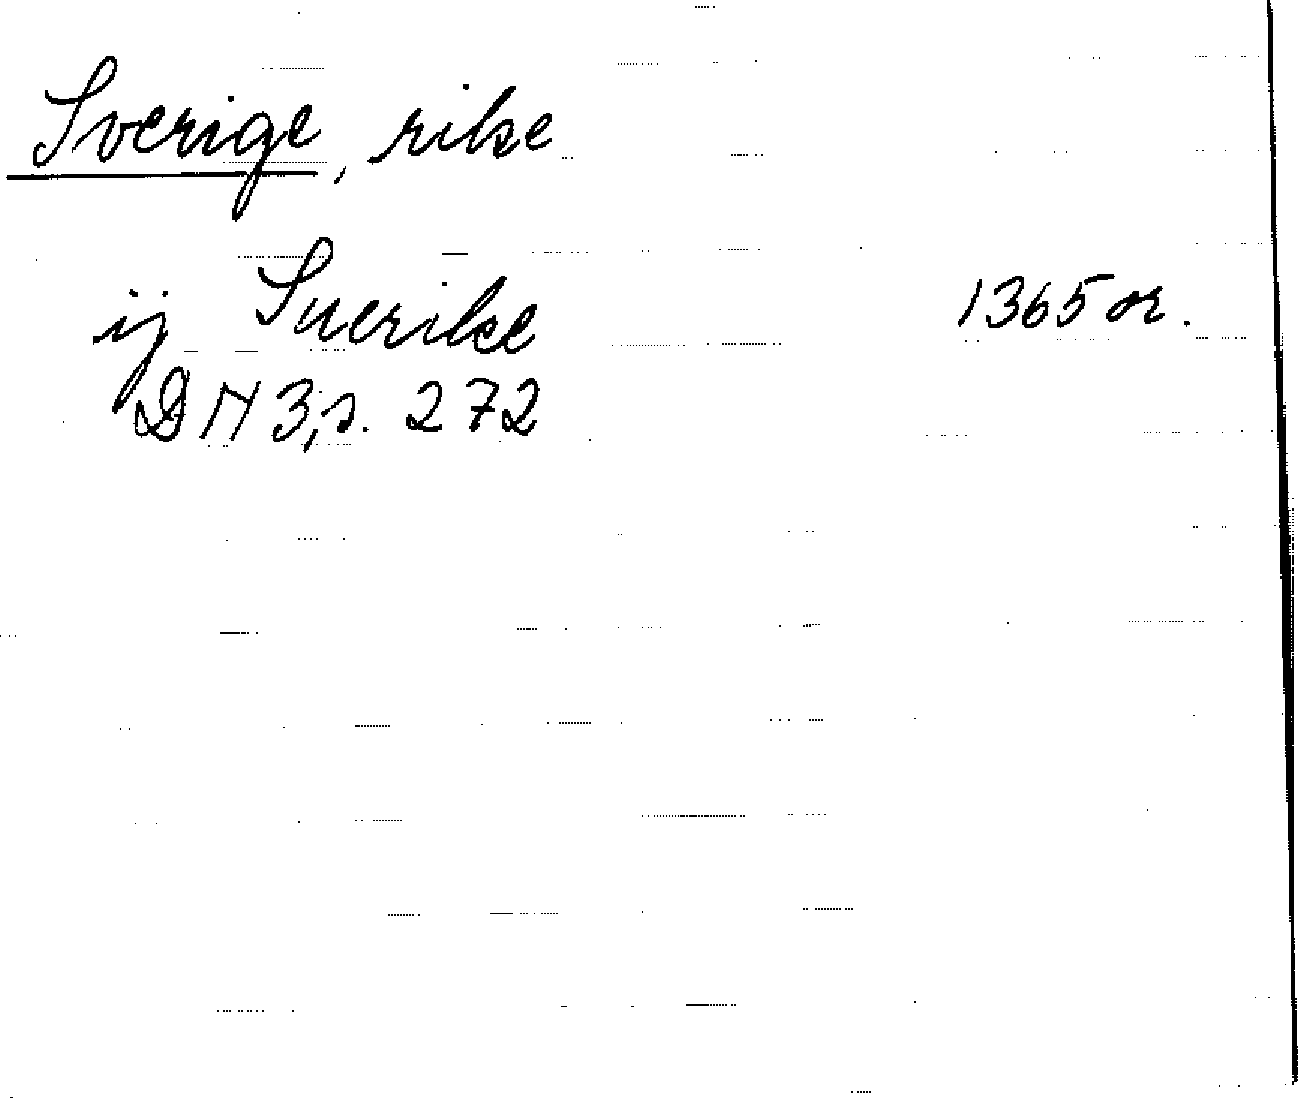 Sverige, rike
ij Suerike 1365 or.
DN 3, s. 272